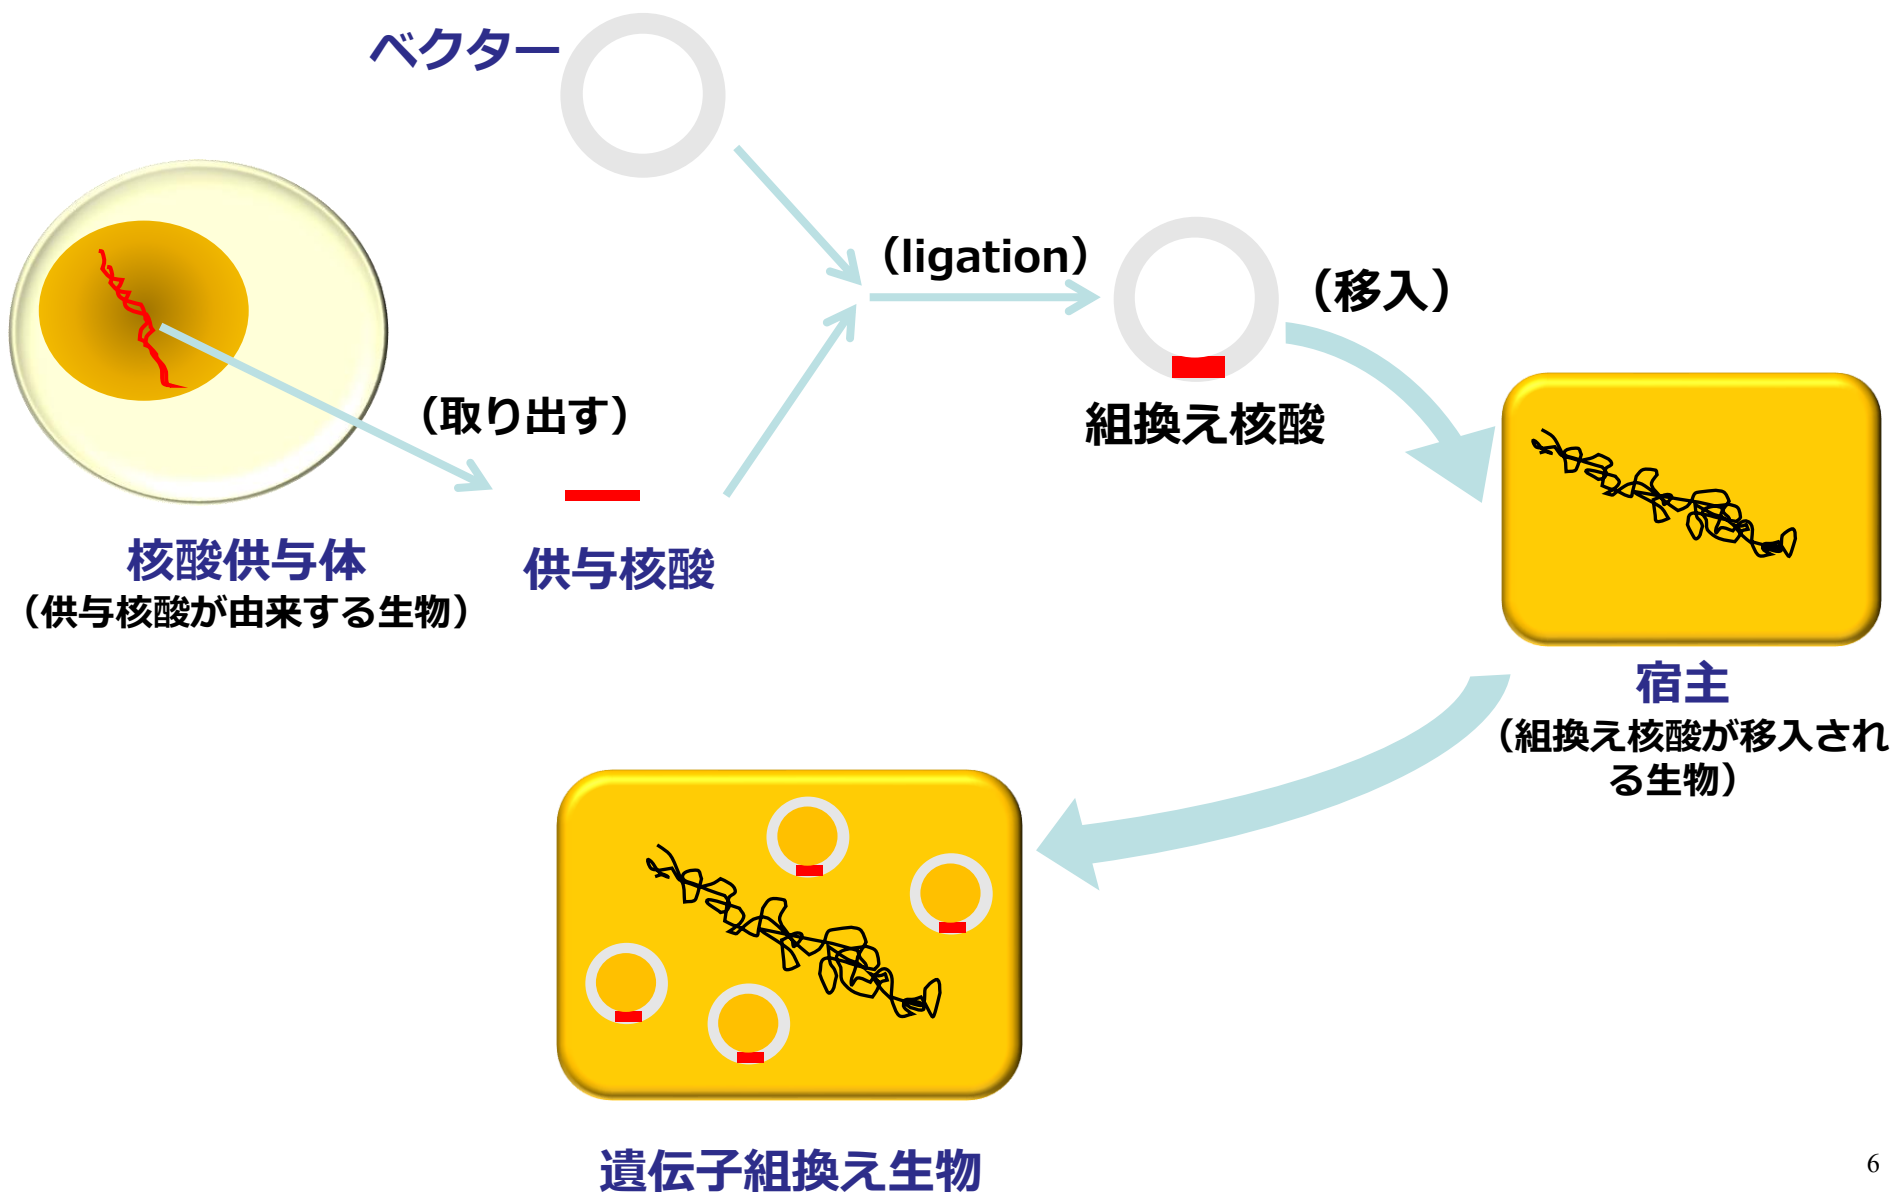 ベクター
（ligation）
（移入）
（取り出す）
組換え核酸
核酸供与体
（供与核酸が由来する生物）
供与核酸
宿主
（組換え核酸が移入され
る生物）
遺伝子組換え生物
6